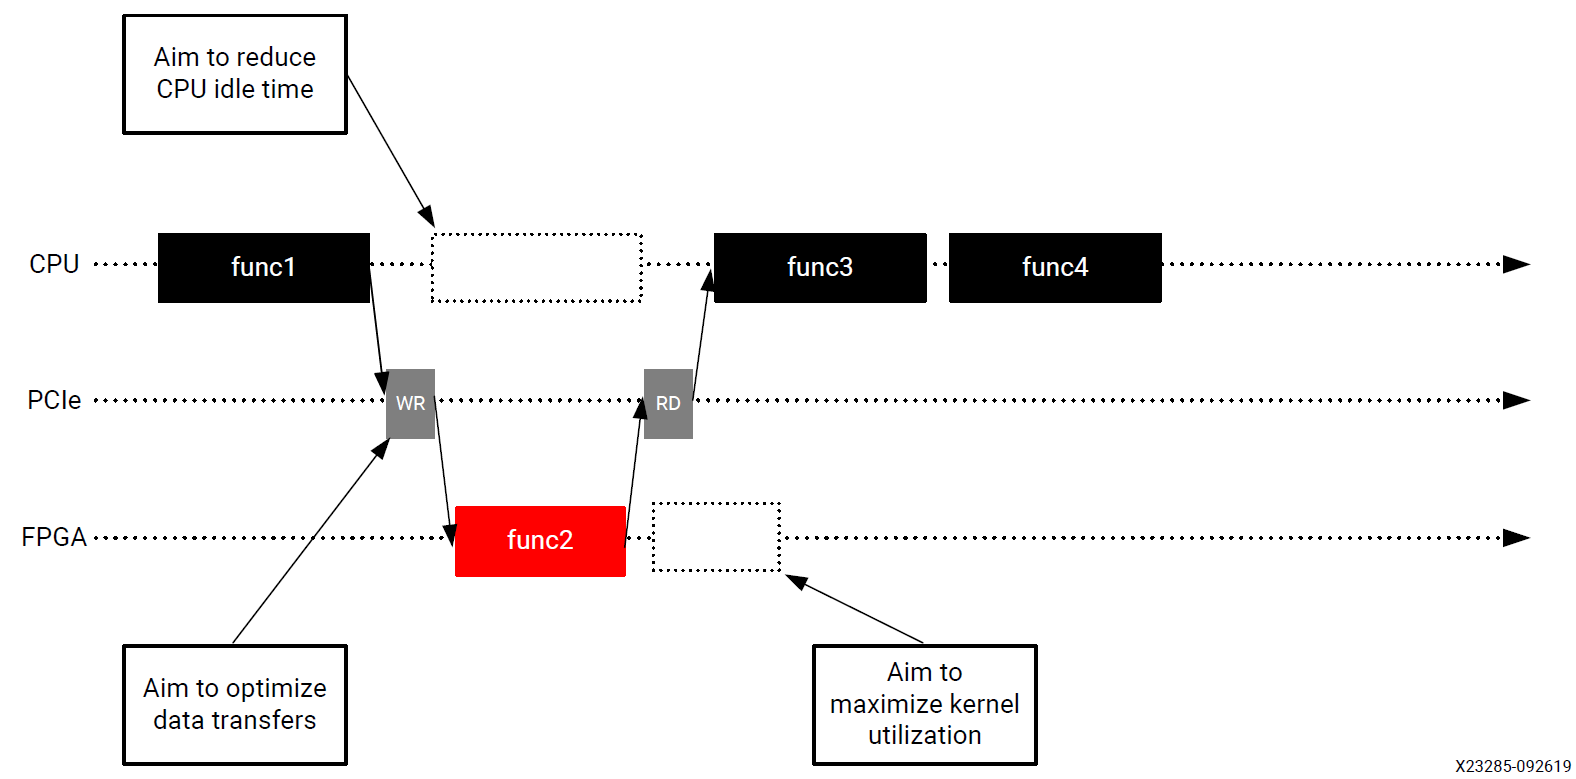 Aim to reduce
CPU idle time
CPU
func1
func3
func4
PCIe
WR
RD
FPGA
func2
Aim to optimize
data transfers
Aim to
maximize kernel
utilization
X23285-092619